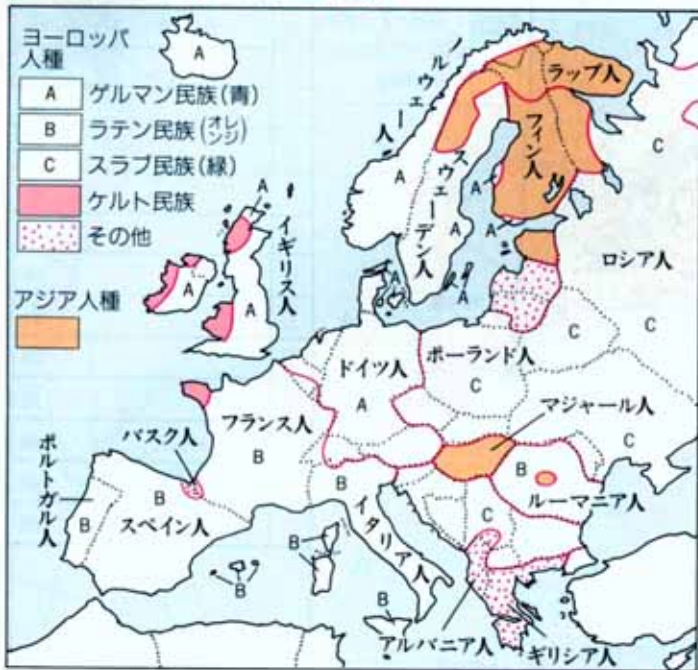 ヨーロッパ
人種
A ゲルマン民族(青)
B ラテン民族(オレンジ)
C スラブ民族(緑)
ケルト民族
その他
アジア人種
A
ノルウェー人
A
スウェーデン人
A
ラップ人
フィン人
A
A
A
A
C
ロシア人
A
イギリス人
A
A
ドイツ人
A
ポーランド人
C
C
C
マジャール人
C
フランス人
B
バスク人
ポルトガル人
B
B
スペイン人
B
イタリア人
B
B
B
B
ルーマニア人
C
アルバニア人
ギリシア人